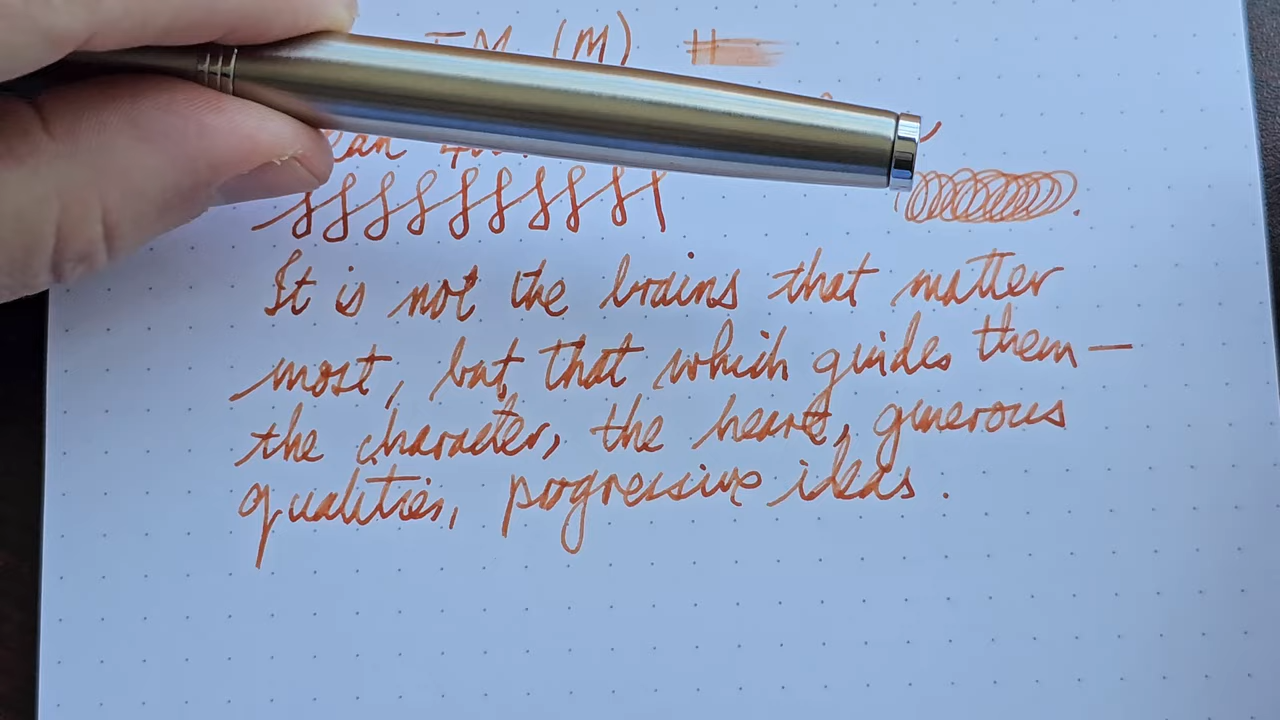 (M)
It is not the brains that matter
most, but that which guides them—
the character, the heart, generous
qualities, progressive ideas.